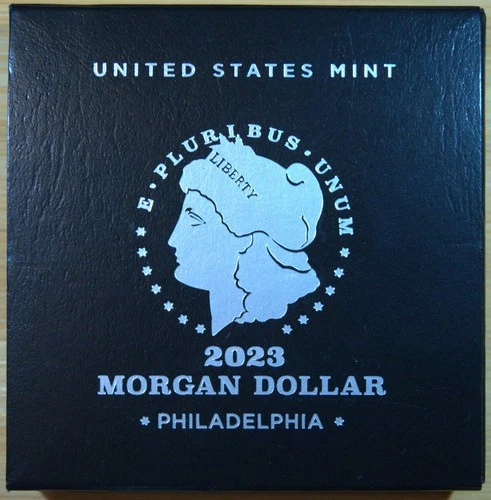 UNITED STATES MINT
E · PLURIBUS · UNUM
LIBERTY
2023
MORGAN DOLLAR
* PHILADELPHIA *